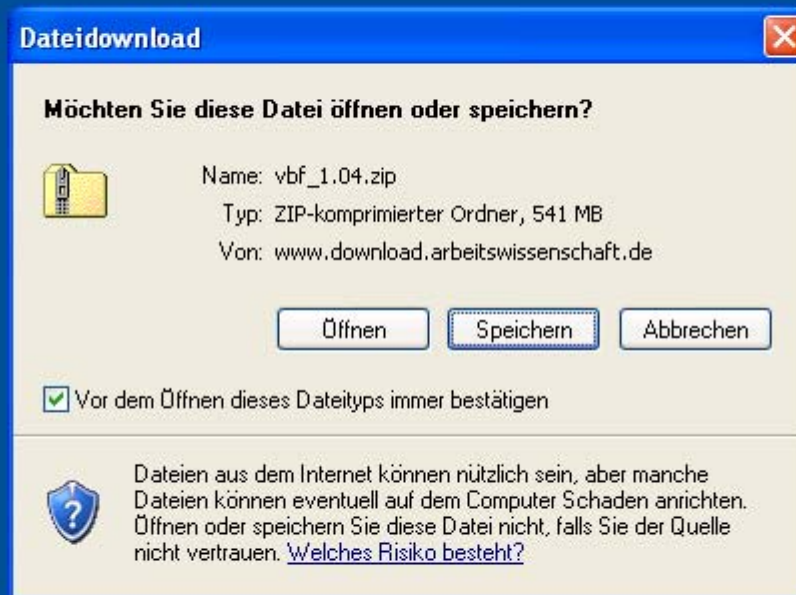 Dateidownload
Möchten Sie diese Datei öffnen oder speichern?
Name: vbf_1.04.zip
Typ: ZIP-komprimierter Ordner, 541 MB
Von: www.download.arbeitswissenschaft.de
Öffnen Speichern Abbrechen
Vor dem Öffnen dieses Dateityps immer bestätigen
Dateien aus dem Internet können nützlich sein, aber manche
Dateien können eventuell auf dem Computer Schaden anrichten.
Öffnen oder speichern Sie diese Datei nicht, falls Sie der Quelle
nicht vertrauen. Welches Risiko besteht?